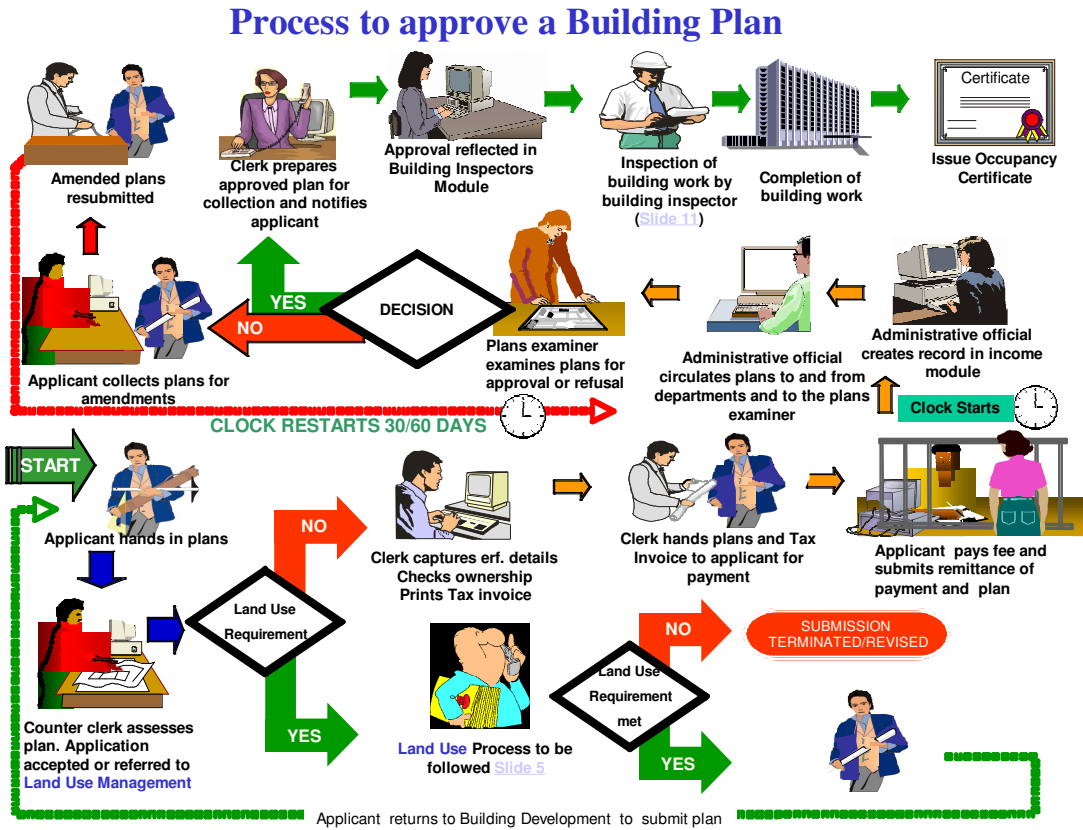 Process to approve a Building Plan
Amended plans
resubmitted
Clerk prepares
approved plan for
collection and notifies
applicant
Approval reflected in
Building Inspectors
Module
Inspection of
building work by
building inspector
(Slide 11)
Completion of
building work
Certificate
Issue Occupancy
Certificate
Applicant collects plans for
amendments
YES
NO
DECISION
Plans examiner
examines plans for
approval or refusal
Administrative official
circulates plans to and from
departments and to the plans
examiner
Administrative official
creates record in income
module
Clock Starts
CLOCK RESTARTS 30/60 DAYS
START
Applicant hands in plans
NO
Clerk captures erf. details
Checks ownership
Prints Tax invoice
Clerk hands plans and Tax
Invoice to applicant for
payment
Applicant pays fee and
submits remittance of
payment and plan
Land Use
Requirement
Counter clerk assesses
plan. Application
accepted or referred to
Land Use Management
YES
Land Use Process to be
followed Slide 5
Land Use
Requirement
met
NO
SUBMISSION
TERMINATED/REVISED
YES
Applicant returns to Building Development to submit plan